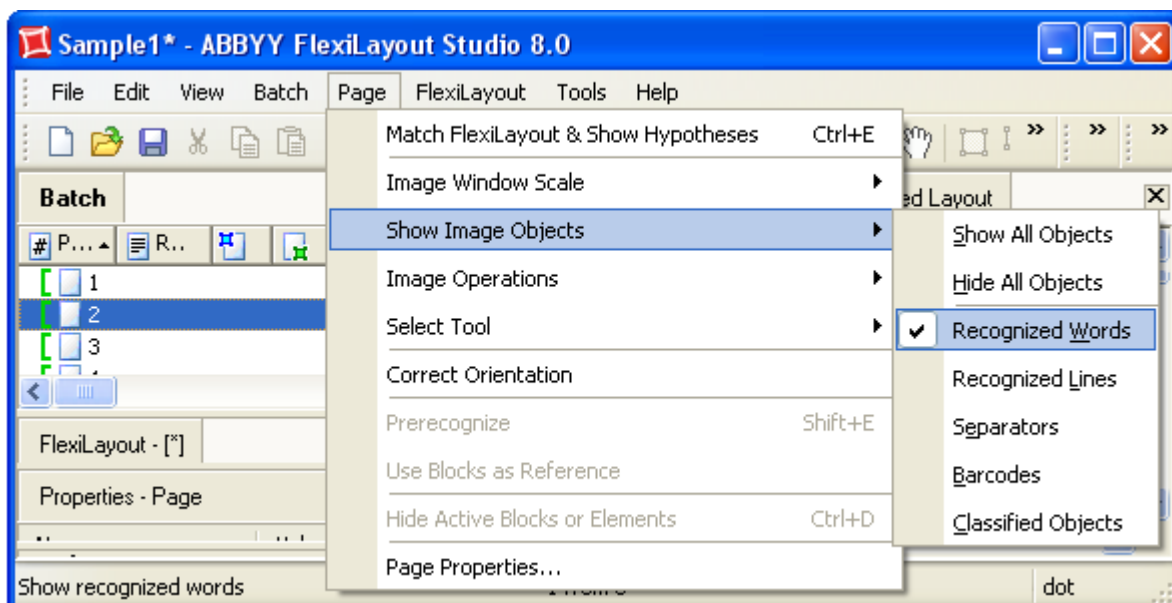 Sample1* - ABBYY FlexiLayout Studio 8.0
File Edit View Batch Page FlexiLayout Tools Help
Match FlexiLayout & Show Hypotheses Ctrl+E
Image Window Scale
Batch
ed Layout
Show Image Objects
# P... R..
Show All Objects
Hide All Objects
Image Operations
1
2
Select Tool
Recognized Words
3
Correct Orientation
Recognized Lines
Prerecognize Shift+E
Separators
FlexiLayout - [*]
Use Blocks as Reference
Barcodes
Properties - Page
Hide Active Blocks or Elements Ctrl+D
Classified Objects
Page Properties...
Show recognized words
dot